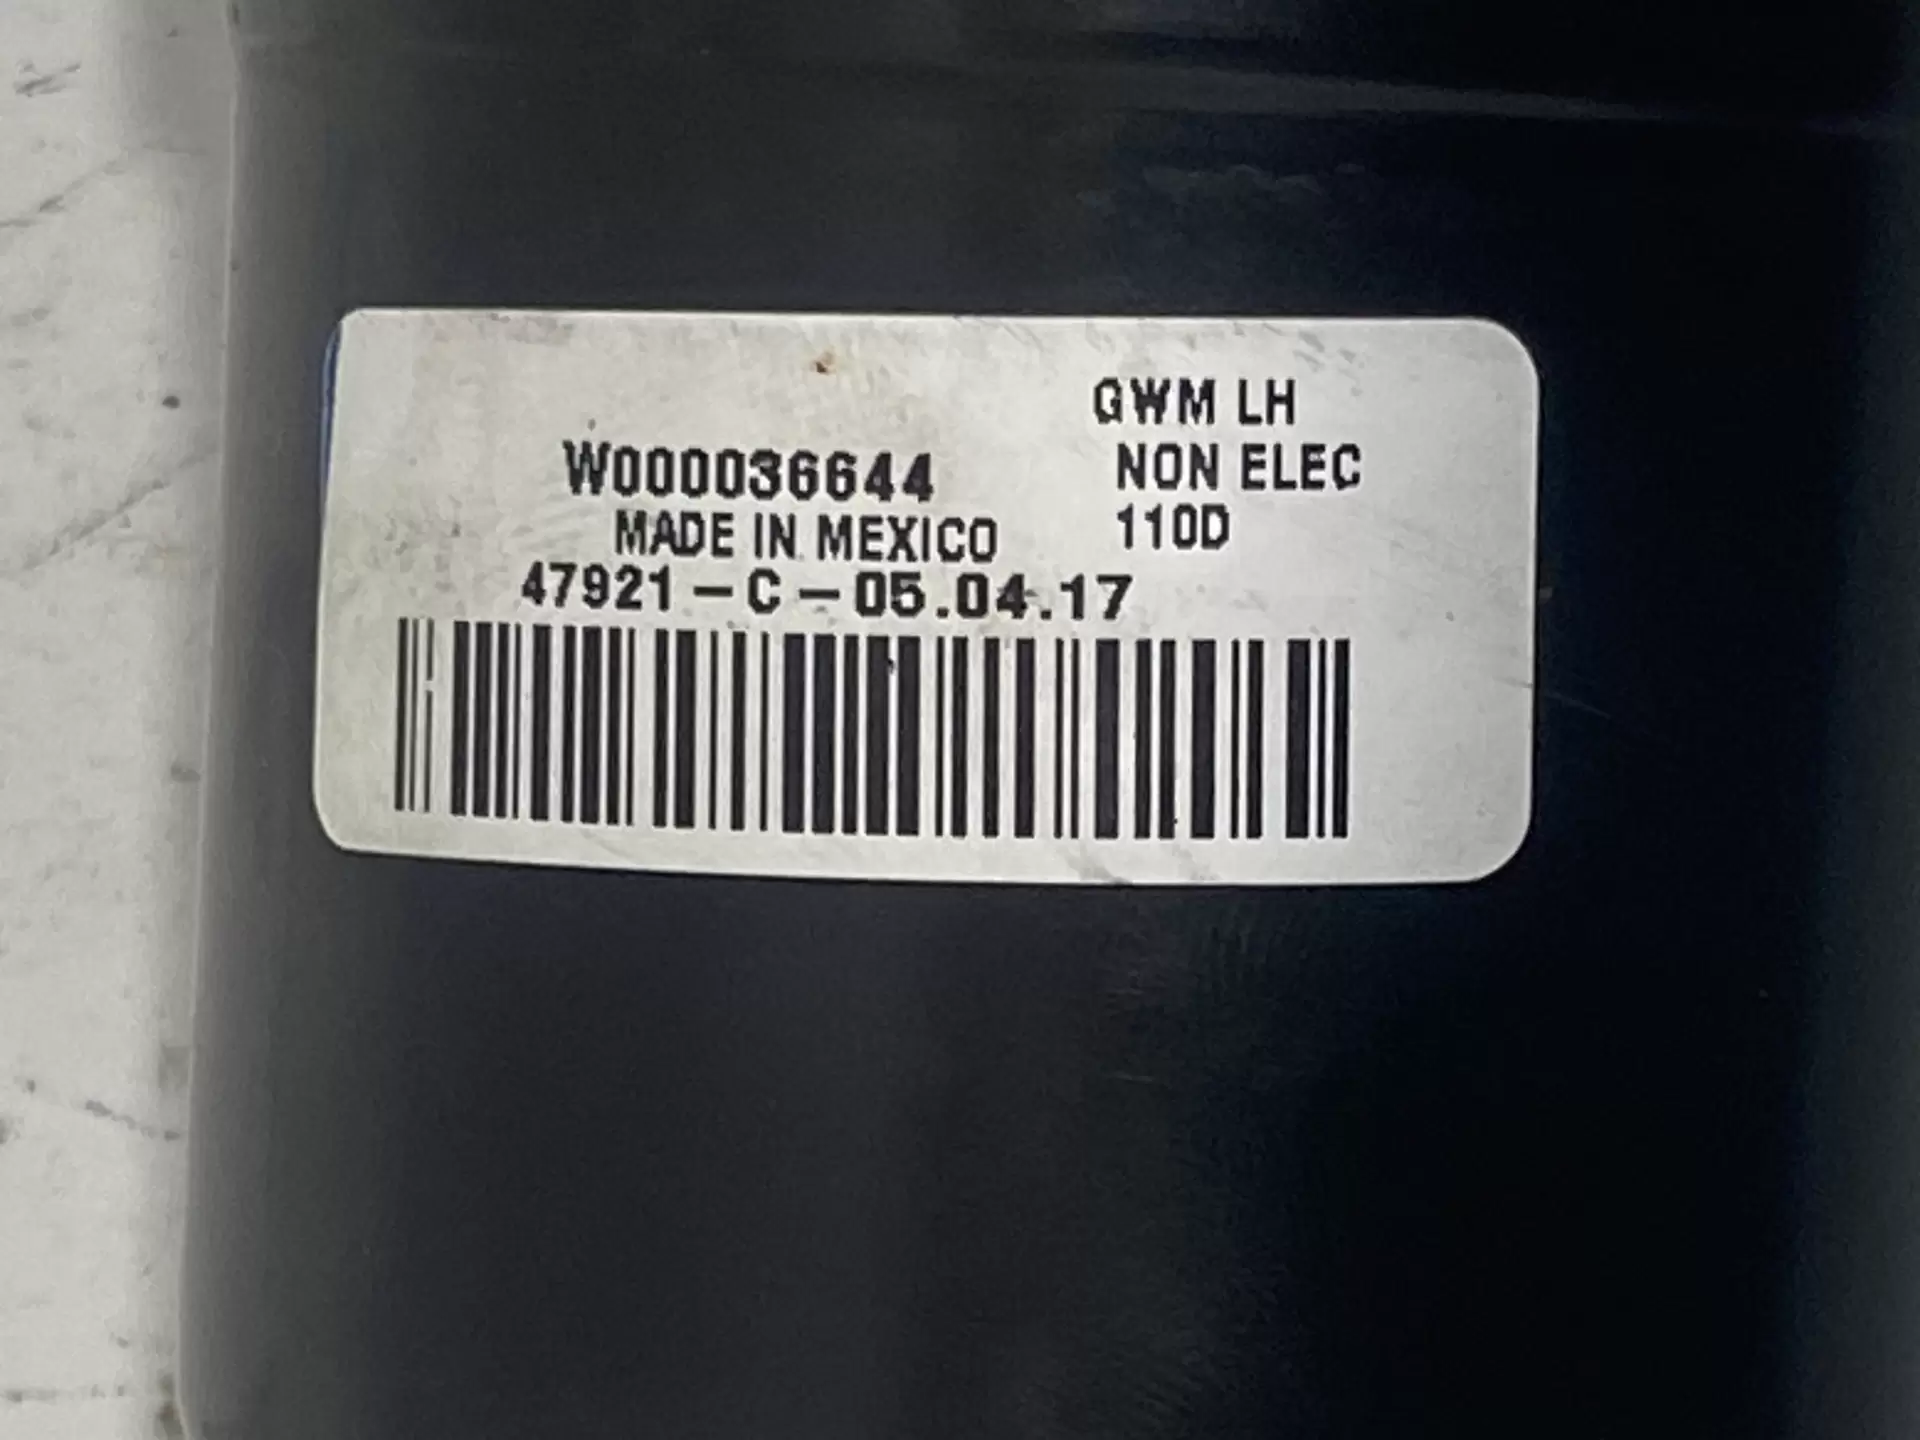 GWM LH
W000036644 NON ELEC
MADE IN MEXICO 110D
47921-C-05.04.17